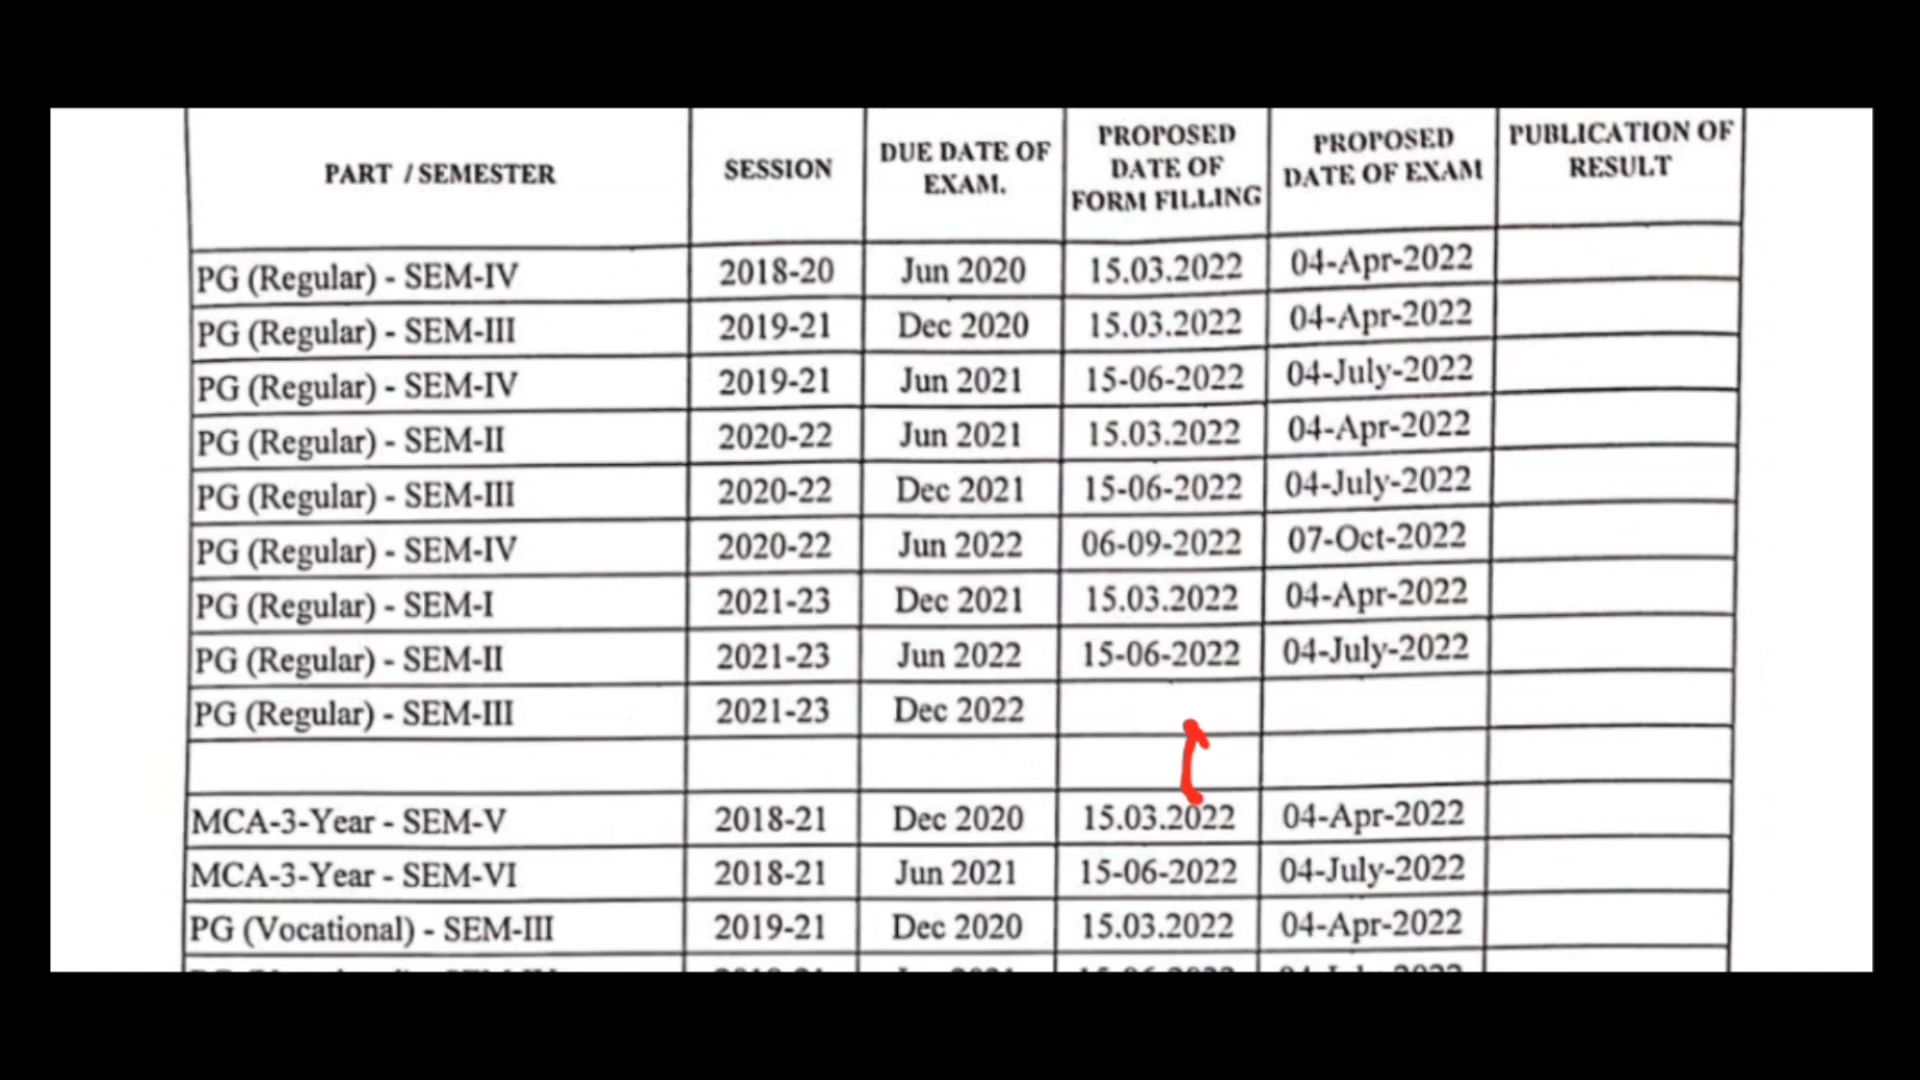 PART / SEMESTER SESSION DUE DATE OF EXAM. PROPOSED DATE OF FORM FILLING PROPOSED DATE OF EXAM PUBLICATION OF RESULT
PG (Regular) - SEM-IV 2018-20 Jun 2020 15.03.2022 04-Apr-2022
PG (Regular) - SEM-III 2019-21 Dec 2020 15.03.2022 04-Apr-2022
PG (Regular) - SEM-IV 2019-21 Jun 2021 15-06-2022 04-July-2022
PG (Regular) - SEM-II 2020-22 Jun 2021 15.03.2022 04-Apr-2022
PG (Regular) - SEM-III 2020-22 Dec 2021 15-06-2022 04-July-2022
PG (Regular) - SEM-IV 2020-22 Jun 2022 06-09-2022 07-Oct-2022
PG (Regular) - SEM-I 2021-23 Dec 2021 15.03.2022 04-Apr-2022
PG (Regular) - SEM-II 2021-23 Jun 2022 15-06-2022 04-July-2022
PG (Regular) - SEM-III 2021-23 Dec 2022
MCA-3-Year - SEM-V 2018-21 Dec 2020 15.03.2022 04-Apr-2022
MCA-3-Year - SEM-VI 2018-21 Jun 2021 15-06-2022 04-July-2022
PG (Vocational) - SEM-III 2019-21 Dec 2020 15.03.2022 04-Apr-2022